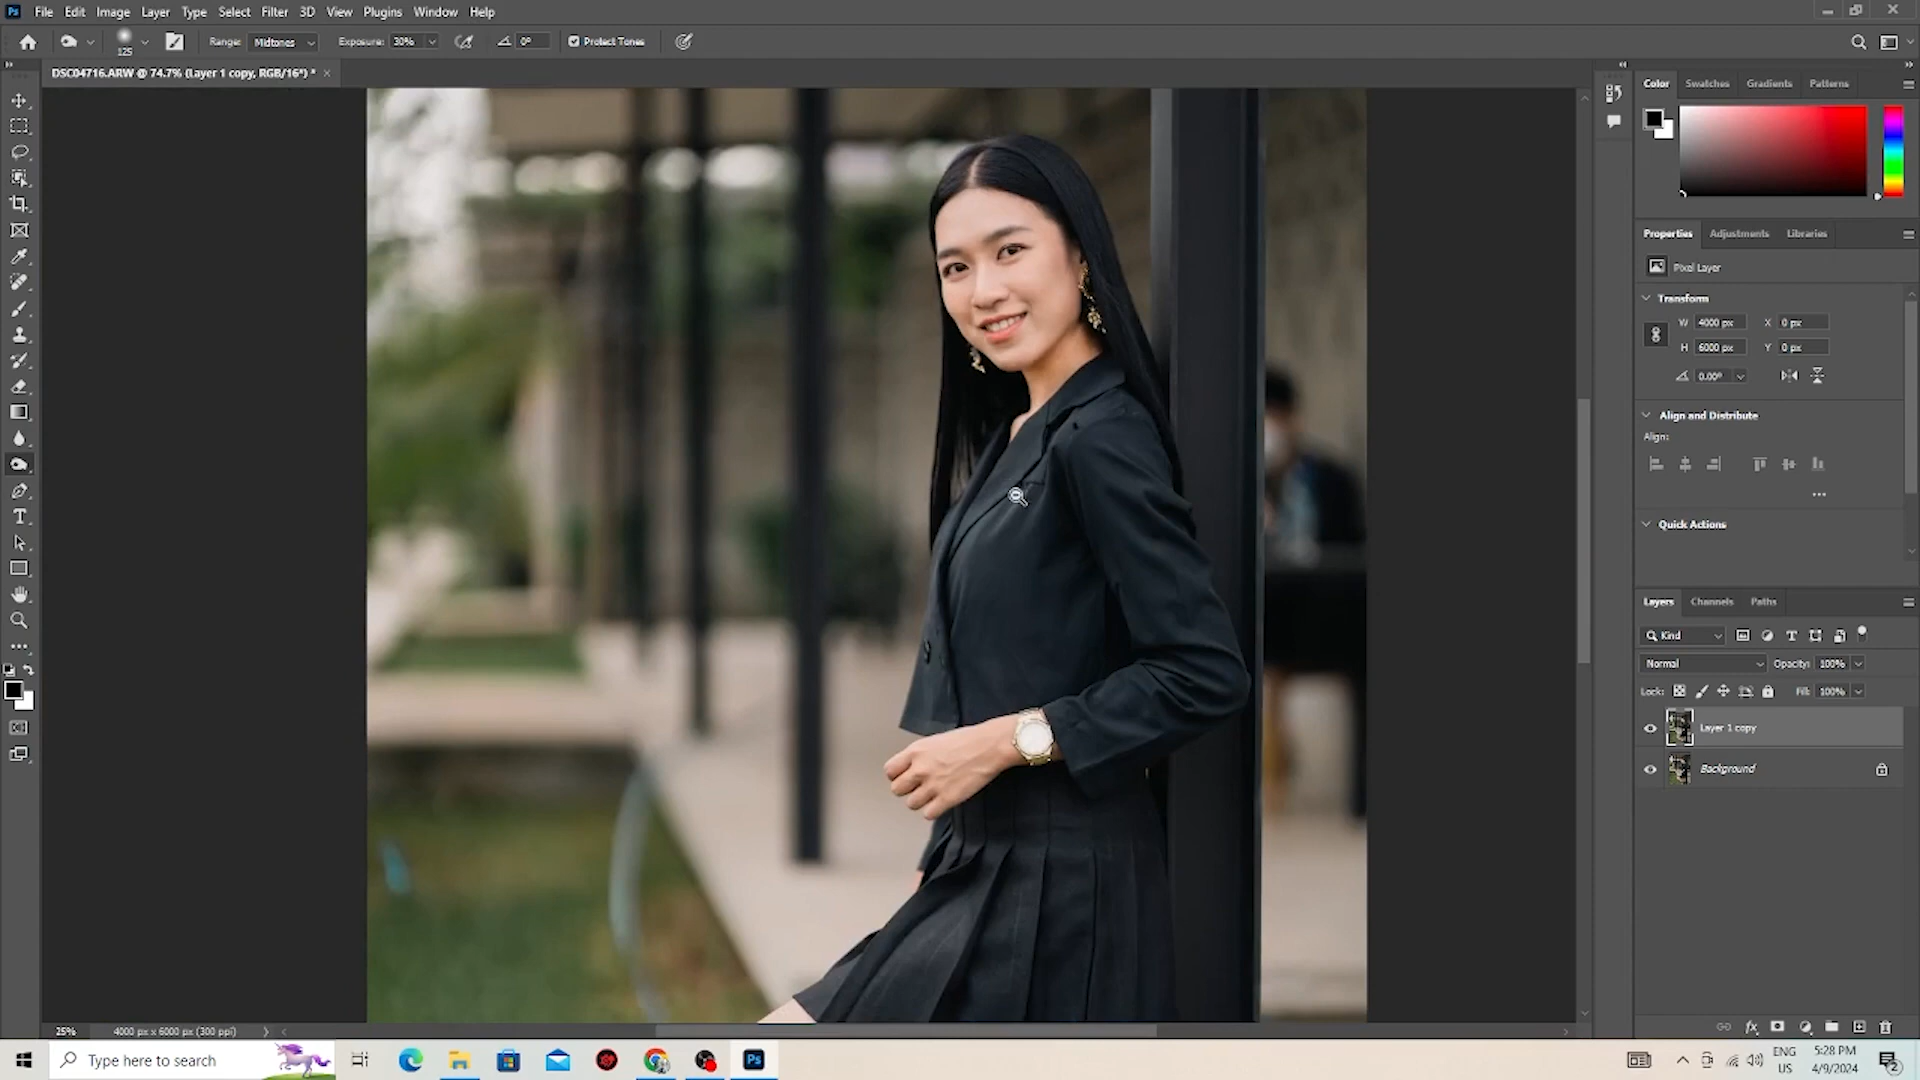 Ps File Edit Image Layer Type Select Filter 3D View Plugins Window Help
125 Range: Midtones Exposure: 30% 0° Protect Tones
DSC04716.ARW @ 74.7% (Layer 1 copy, RGB/16*) * ×
Color Swatches Gradients Patterns
Properties Adjustments Libraries
Pixel Layer
Transform
W 4000 px X 0 px
H 6000 px Y 0 px
0.00°
Align and Distribute
Align:
Quick Actions
Layers Channels Paths
Kind
Normal Opacity: 100%
Lock: Fill: 100%
Layer 1 copy
Background
25% 4000 px x 6000 px (300 ppi)
Type here to search
Ps
ENG
US
5:28 PM
4/9/2024
2